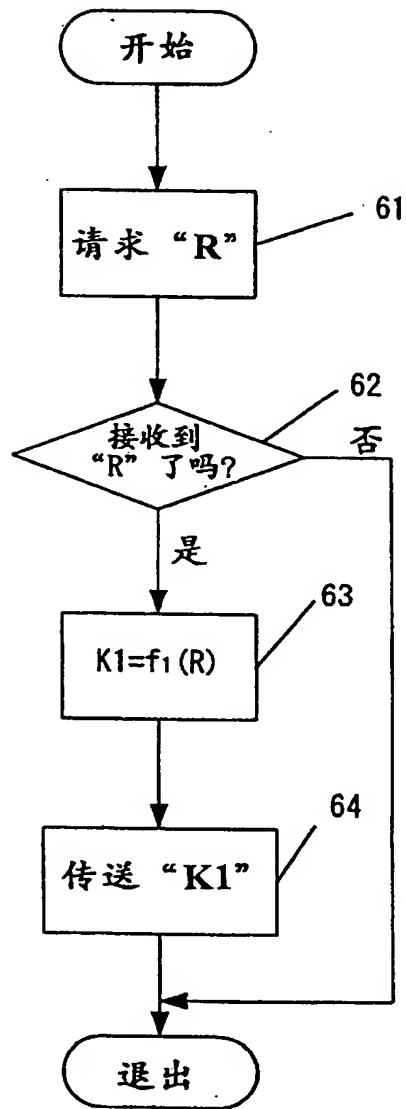 开始
请求 “R”
61
62
接收到
“R” 了吗?
否
是
63
K1=f₁(R)
64
传送 “K1”
退出